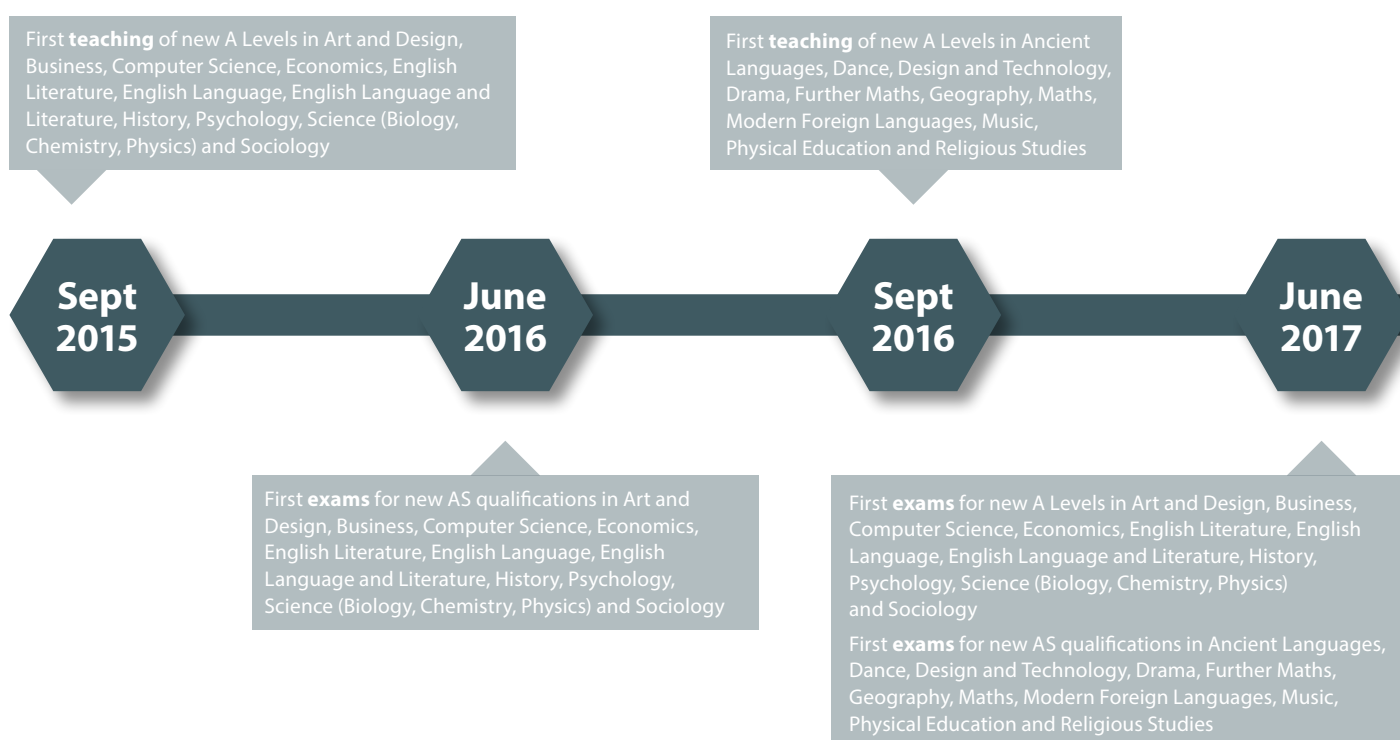 First teaching of new A Levels in Art and Design,
Business, Computer Science, Economics, English
Literature, English Language, English Language and
Literature, History, Psychology, Science (Biology,
Chemistry, Physics) and Sociology
First teaching of new A Levels in Ancient
Languages, Dance, Design and Technology,
Drama, Further Maths, Geography, Maths,
Modern Foreign Languages, Music,
Physical Education and Religious Studies
Sept
2015
June
2016
Sept
2016
June
2017
First exams for new AS qualifications in Art and
Design, Business, Computer Science, Economics,
English Literature, English Language, English
Language and Literature, History, Psychology,
Science (Biology, Chemistry, Physics) and Sociology
First exams for new A Levels in Art and Design, Business,
Computer Science, Economics, English Literature, English
Language, English Language and Literature, History,
Psychology, Science (Biology, Chemistry, Physics)
and Sociology
First exams for new AS qualifications in Ancient Languages,
Dance, Design and Technology, Drama, Further Maths,
Geography, Maths, Modern Foreign Languages, Music,
Physical Education and Religious Studies